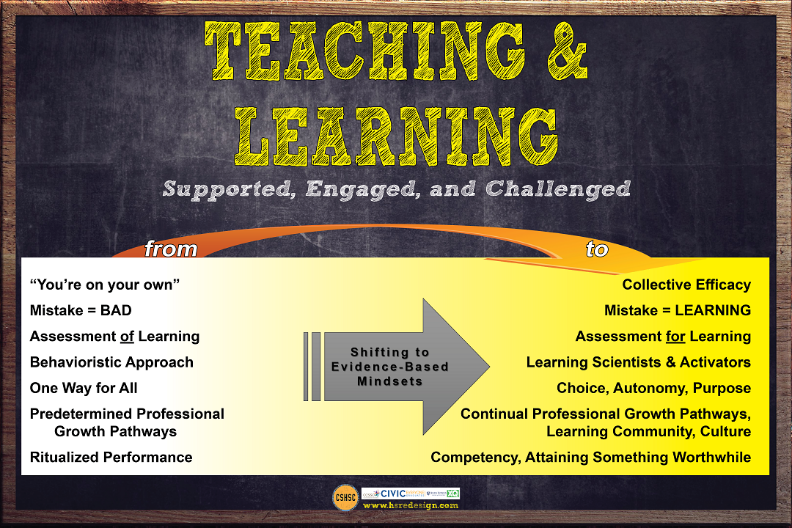 TEACHING &
LEARNING
Supported, Engaged, and Challenged
from
to
“You’re on your own”
Collective Efficacy
Mistake = BAD
Mistake = LEARNING
Assessment of Learning
Assessment for Learning
Behavioristic Approach
Learning Scientists & Activators
One Way for All
Choice, Autonomy, Purpose
Predetermined Professional
Growth Pathways
Continual Professional Growth Pathways,
Learning Community, Culture
Ritualized Performance
Competency, Attaining Something Worthwhile
Shifting to
Evidence-Based
Mindsets
CSHSC
CIVIC
www.hsredesign.com